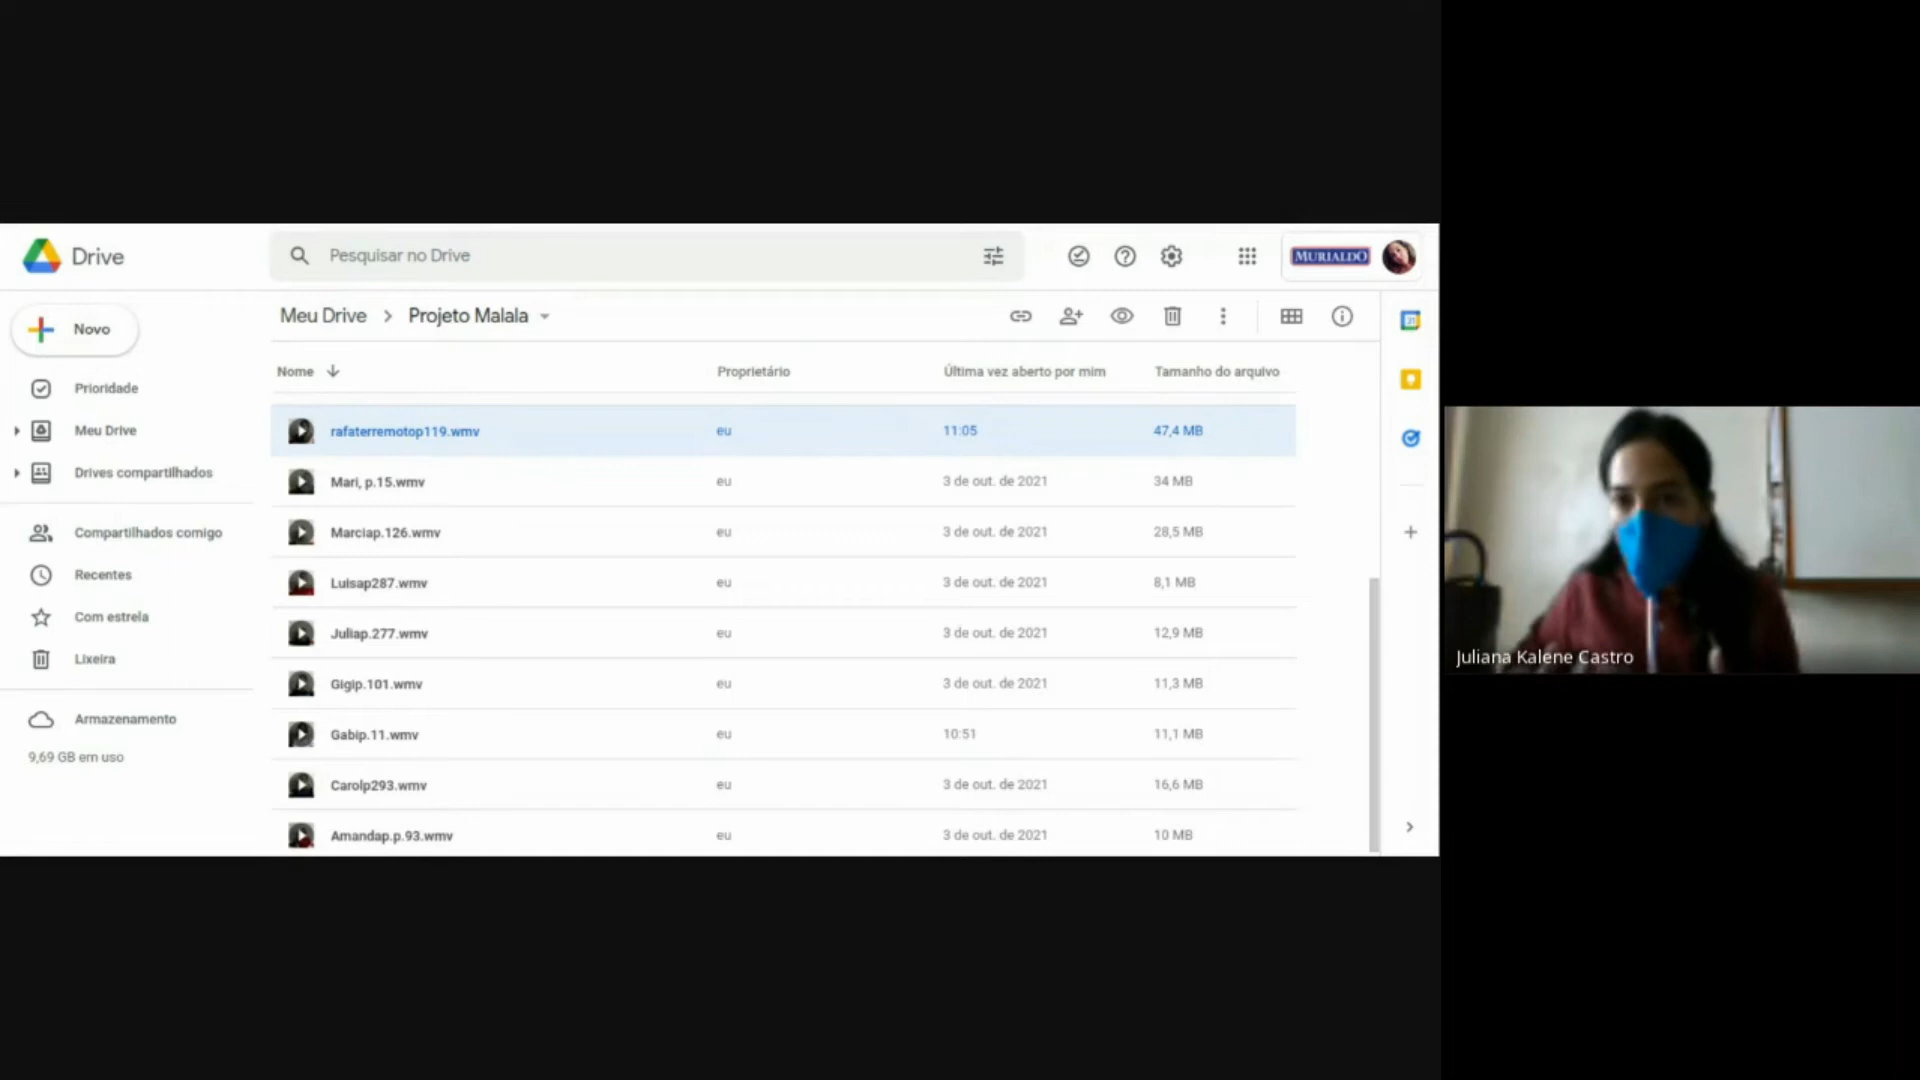 Drive
Pesquisar no Drive
MURIALDO
Novo
Meu Drive > Projeto Malala
Nome
Proprietário
Última vez aberto por mim
Tamanho do arquivo
Prioridade
Meu Drive
Drives compartilhados
Compartilhados comigo
Recentes
Com estrela
Lixeira
Armazenamento
9,69 GB em uso
rafaterremotop119.wmv eu 11:05 47,4 MB
Mari, p.15.wmv eu 3 de out. de 2021 34 MB
Marciap.126.wmv eu 3 de out. de 2021 28,5 MB
Luisap287.wmv eu 3 de out. de 2021 8,1 MB
Juliap.277.wmv eu 3 de out. de 2021 12,9 MB
Gigip.101.wmv eu 3 de out. de 2021 11,3 MB
Gabip.11.wmv eu 10:51 11,1 MB
Carolp293.wmv eu 3 de out. de 2021 16,6 MB
Amandap.p.93.wmv eu 3 de out. de 2021 10 MB
Juliana Kalene Castro